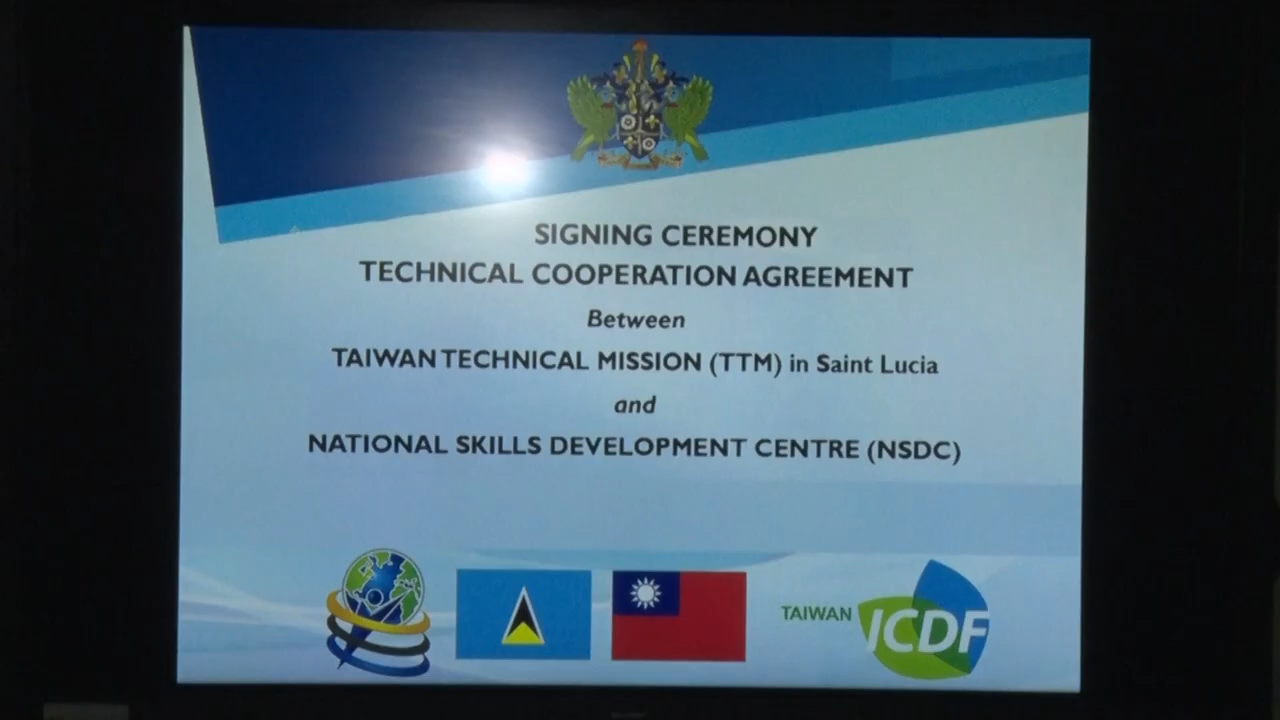 SIGNING CEREMONY
TECHNICAL COOPERATION AGREEMENT
Between
TAIWAN TECHNICAL MISSION (TTM) in Saint Lucia
and
NATIONAL SKILLS DEVELOPMENT CENTRE (NSDC)
TAIWAN ICDF